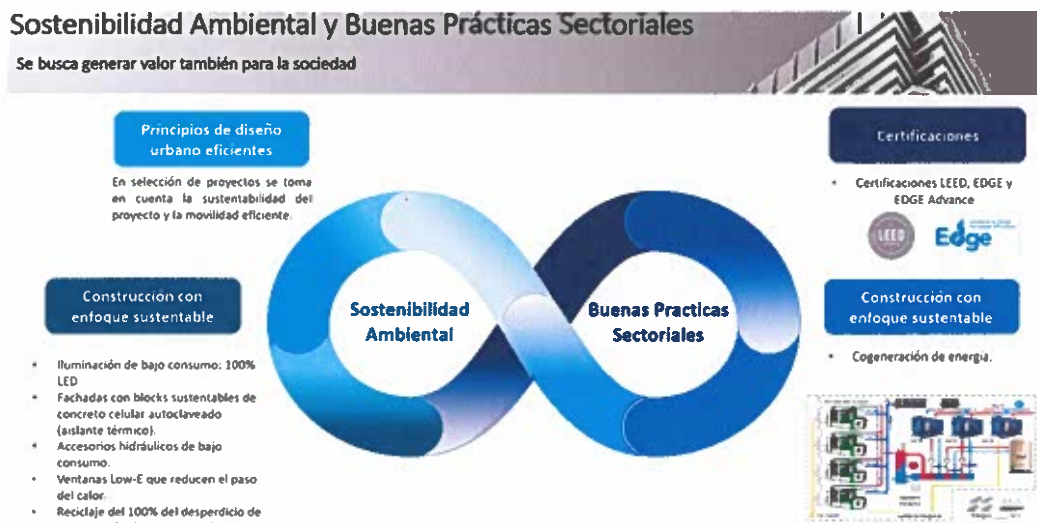 Sostenibilidad Ambiental y Buenas Prácticas Sectoriales
Se busca generar valor también para la sociedad
Principios de diseño
urbano eficientes
En selección de proyectos se toma
en cuenta la sustentabilidad del
proyecto y la movilidad eficiente.
Construcción con
enfoque sustentable
• Iluminación de bajo consumo: 100%
LED
• Fachadas con blocks sustentables de
concreto celular autoclaveado
(aislante térmico).
• Accesorios hidráulicos de bajo
consumo.
• Ventanas Low-E que reducen el paso
del calor.
• Reciclaje del 100% del desperdicio de
Sostenibilidad
Ambiental
Buenas Practicas
Sectoriales
Certificaciones
• Certificaciones LEED, EDGE y
EDGE Advance
LEED
Edge
Construcción con
enfoque sustentable
• Cogeneración de energía.